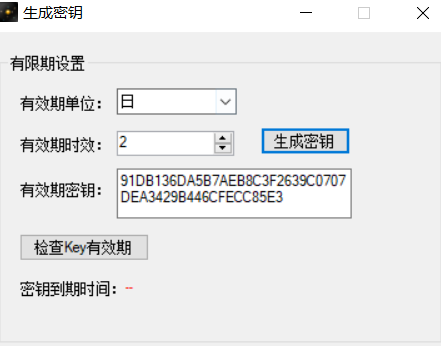 生成密钥
有限期设置
有效期单位： 日
有效期时效： 2 生成密钥
有效期密钥： 91DB136DA5B7AEB8C3F2639C0707
DEA3429B446CFECC85E3
检查Key有效期
密钥到期时间：--